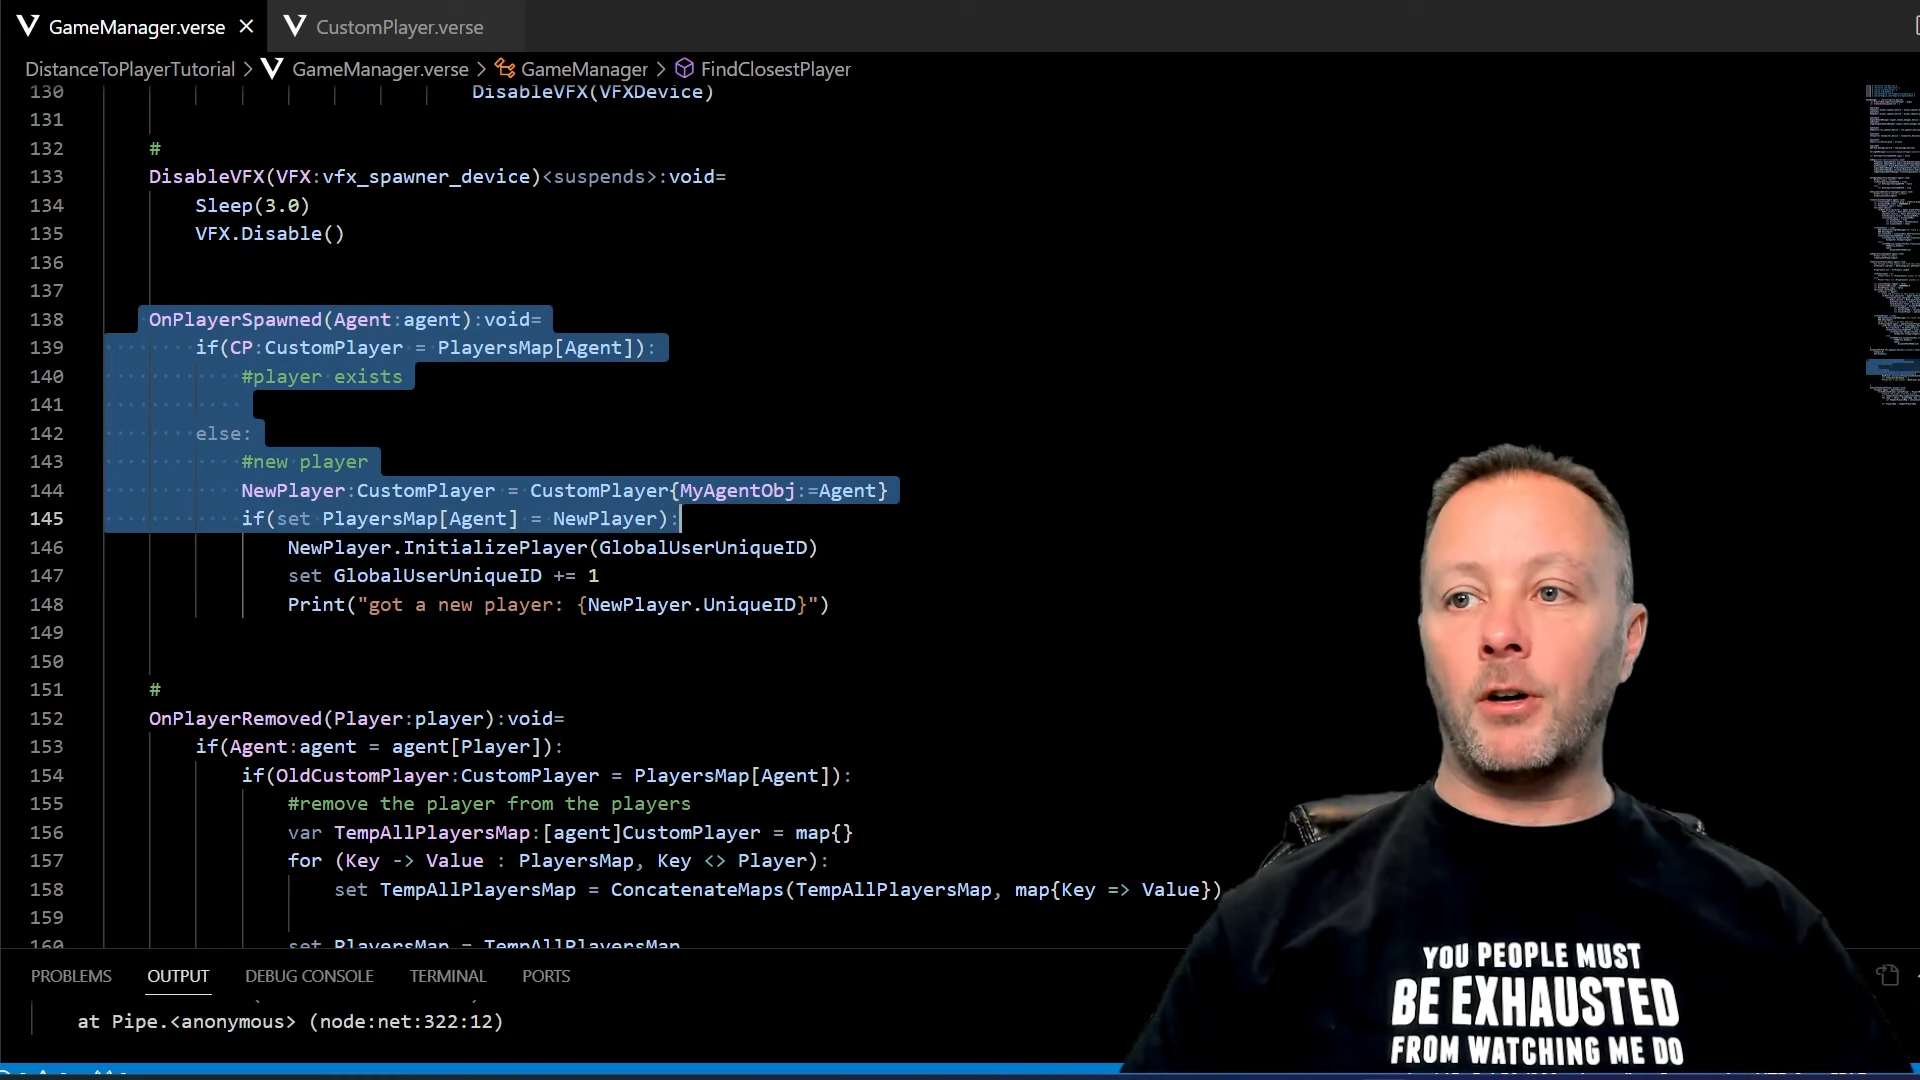 GameManager.verse
CustomPlayer.verse
DistanceToPlayerTutorial > GameManager.verse > GameManager > FindClosestPlayer
130 DisableVFX(VFXDevice)
131
132 #
133 DisableVFX(VFX:vfx_spawner_device)<suspends>:void=
134 Sleep(3.0)
135 VFX.Disable()
136
137
138 OnPlayerSpawned(Agent:agent):void=
139 if(CP:CustomPlayer = PlayersMap[Agent]):
140 #player exists
141
142 else:
143 #new player
144 NewPlayer:CustomPlayer = CustomPlayer{MyAgentObj:=Agent}
145 if(set PlayersMap[Agent] = NewPlayer):
146 NewPlayer.InitializePlayer(GlobalUserUniqueID)
147 set GlobalUserUniqueID += 1
148 Print("got a new player: {NewPlayer.UniqueID}")
149
150
151 #
152 OnPlayerRemoved(Player:player):void=
153 if(Agent:agent = agent[Player]):
154 if(OldCustomPlayer:CustomPlayer = PlayersMap[Agent]):
155 #remove the player from the players
156 var TempAllPlayersMap:[agent]CustomPlayer = map{}
157 for (Key -> Value : PlayersMap, Key <> Player):
158 set TempAllPlayersMap = ConcatenateMaps(TempAllPlayersMap, map{Key => Value})
159
160 set PlayersMap = TempAllPlayersMap
PROBLEMS OUTPUT DEBUG CONSOLE TERMINAL PORTS
at Pipe.<anonymous> (node:net:322:12)
YOU PEOPLE MUST
BE EXHAUSTED
FROM WATCHING ME DO